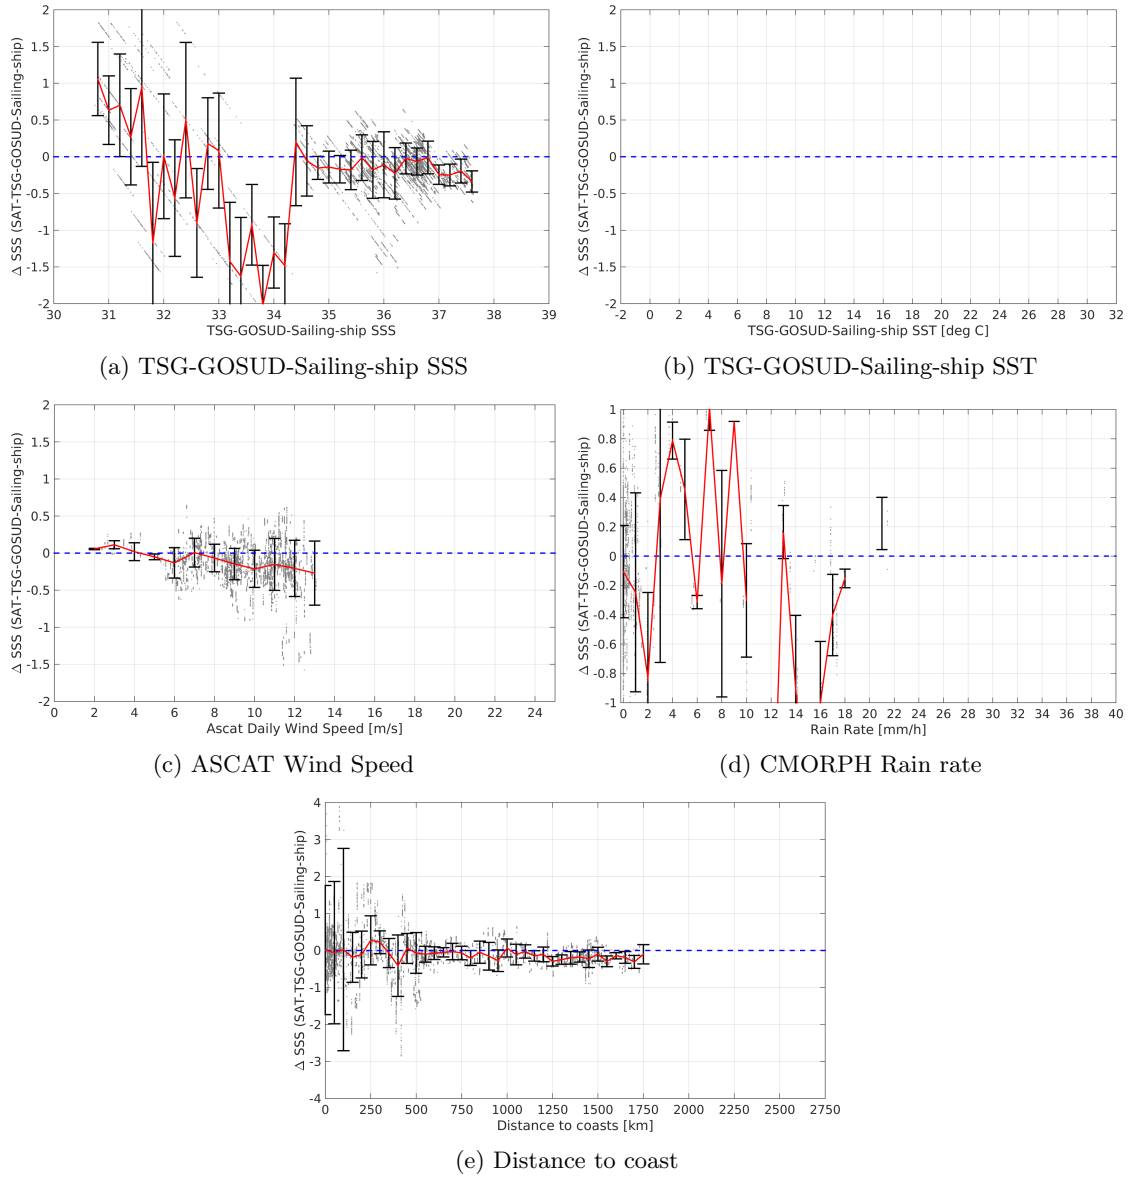 2
1.5
1
0.5
0
-0.5
-1
-1.5
-2
Δ SSS (SAT-TSG-GOSUD-Sailing-ship)
30 31 32 33 34 35 36 37 38 39
TSG-GOSUD-Sailing-ship SSS
(a) TSG-GOSUD-Sailing-ship SSS
2
1.5
1
0.5
0
-0.5
-1
-1.5
-2
Δ SSS (SAT-TSG-GOSUD-Sailing-ship)
-2 0 2 4 6 8 10 12 14 16 18 20 22 24 26 28 30 32
TSG-GOSUD-Sailing-ship SST [deg C]
(b) TSG-GOSUD-Sailing-ship SST
2
1.5
1
0.5
0
-0.5
-1
-1.5
-2
Δ SSS (SAT-TSG-GOSUD-Sailing-ship)
0 2 4 6 8 10 12 14 16 18 20 22 24
Ascat Daily Wind Speed [m/s]
(c) ASCAT Wind Speed
1
0.8
0.6
0.4
0.2
0
-0.2
-0.4
-0.6
-0.8
-1
Δ SSS (SAT-TSG-GOSUD-Sailing-ship)
0 2 4 6 8 10 12 14 16 18 20 22 24 26 28 30 32 34 36 38 40
Rain Rate [mm/h]
(d) CMORPH Rain rate
4
3
2
1
0
-1
-2
-3
-4
Δ SSS (SAT-TSG-GOSUD-Sailing-ship)
0 250 500 750 1000 1250 1500 1750 2000 2250 2500 2750
Distance to coasts [km]
(e) Distance to coast